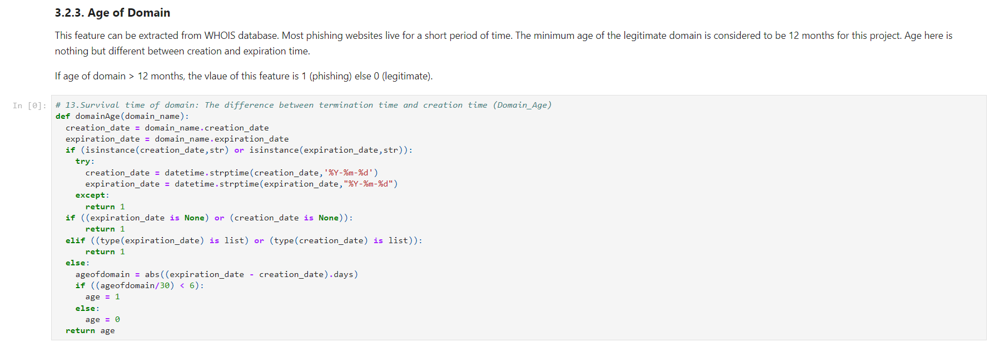 3.2.3. Age of Domain
This feature can be extracted from WHOIS database. Most phishing websites live for a short period of time. The minimum age of the legitimate domain is considered to be 12 months for this project. Age here is
nothing but different between creation and expiration time.
If age of domain > 12 months, the vlaue of this feature is 1 (phishing) else 0 (legitimate).
In [0]: # 13.Survival time of domain: The difference between termination time and creation time (Domain_Age)
def domainAge(domain_name):
  creation_date = domain_name.creation_date
  expiration_date = domain_name.expiration_date
  if (isinstance(creation_date,str) or isinstance(expiration_date,str)):
    try:
      creation_date = datetime.strptime(creation_date,'%Y-%m-%d')
      expiration_date = datetime.strptime(expiration_date,"%Y-%m-%d")
    except:
      return 1
  if ((expiration_date is None) or (creation_date is None)):
      return 1
  elif ((type(expiration_date) is list) or (type(creation_date) is list)):
      return 1
  else:
    ageofdomain = abs((expiration_date - creation_date).days)
    if ((ageofdomain/30) < 6):
      age = 1
    else:
      age = 0
  return age